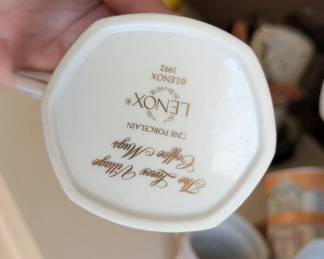 The Lenox Village
Coffee Mugs
FINE PORCELAIN
LENOX®
©LENOX
1992